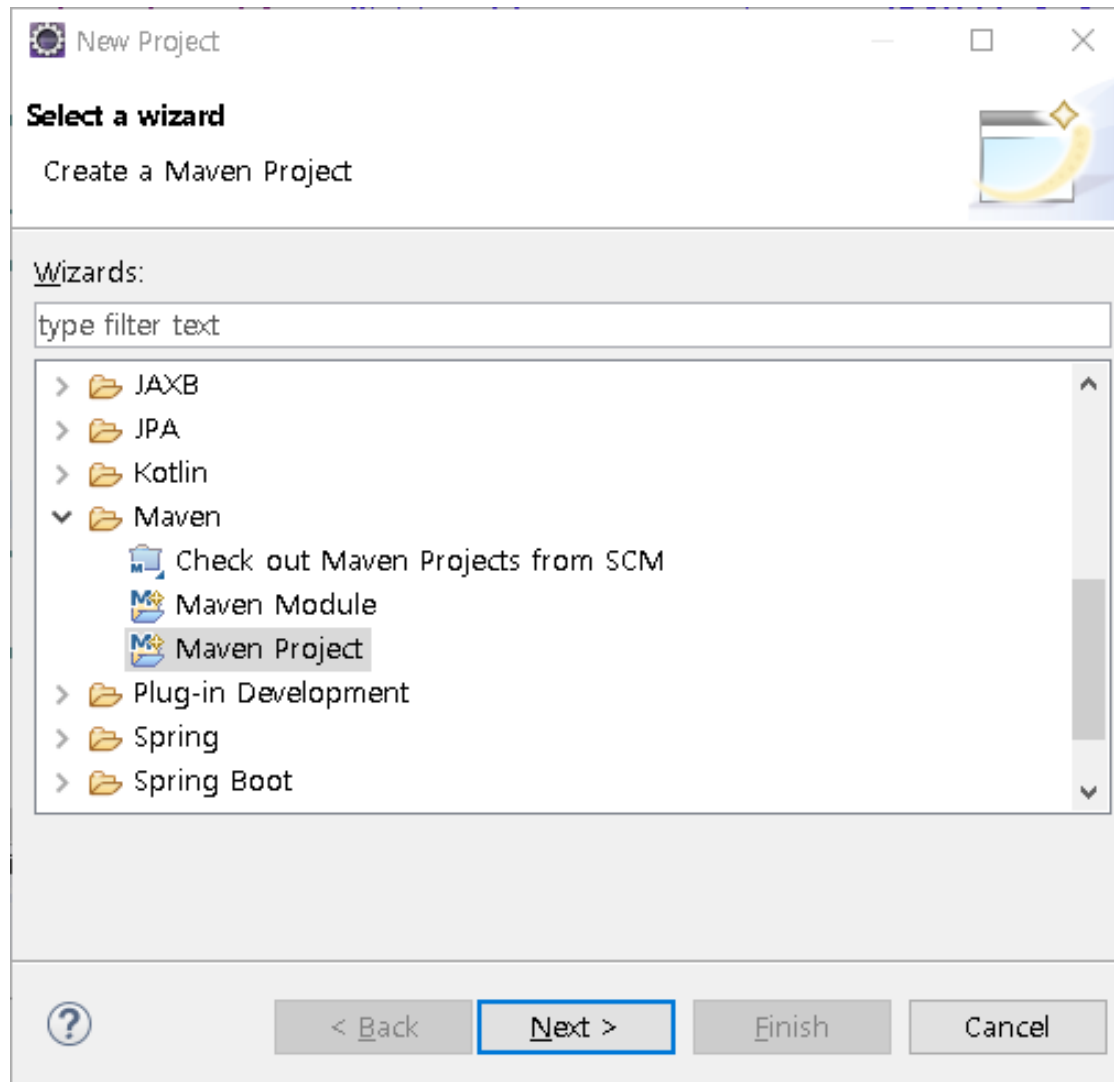 New Project
Select a wizard
Create a Maven Project
Wizards:
type filter text
JAXB
JPA
Kotlin
Maven
Check out Maven Projects from SCM
Maven Module
Maven Project
Plug-in Development
Spring
Spring Boot
< Back Next > Finish Cancel